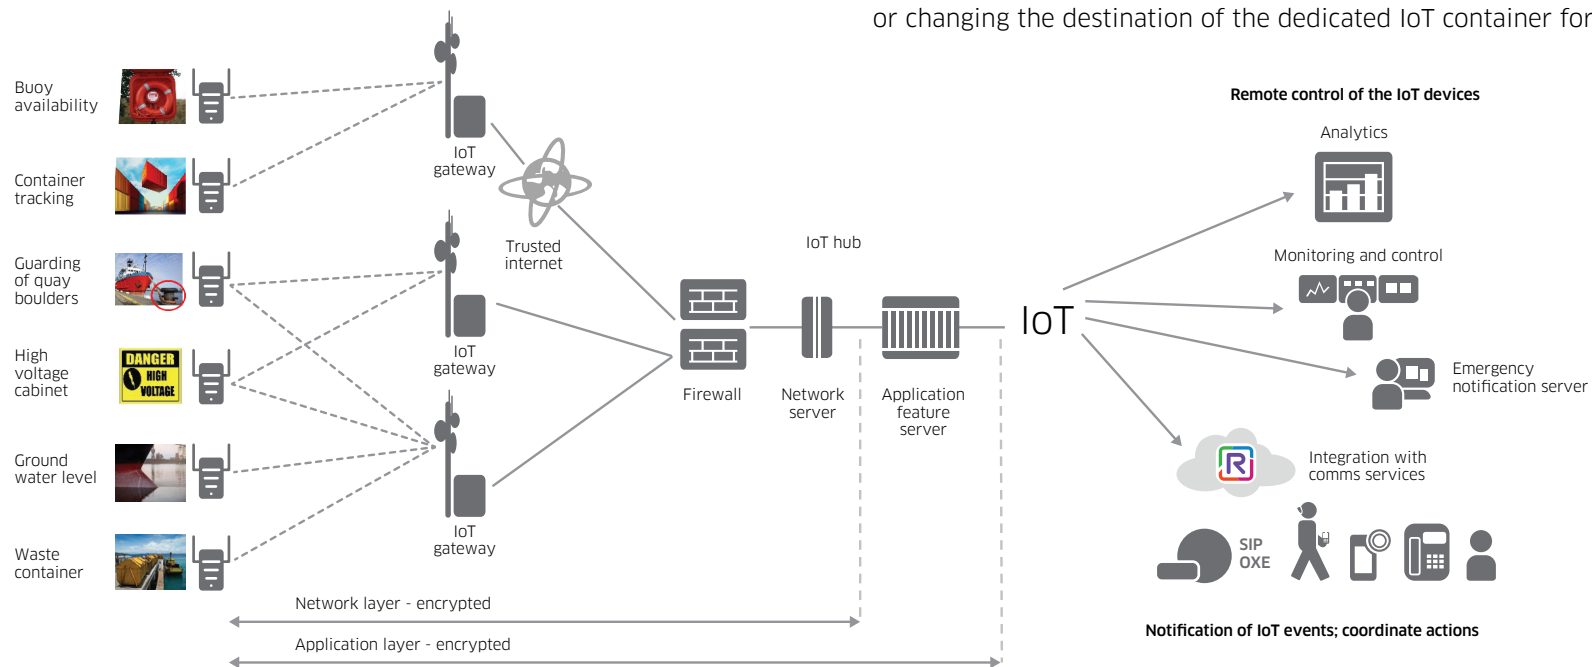 or changing the destination of the dedicated IoT container for
Buoy
availability
Container
tracking
Guarding
of quay
boulders
High
voltage
cabinet
DANGER
HIGH
VOLTAGE
Ground
water level
Waste
container
IoT
gateway
Trusted
internet
IoT
gateway
IoT
gateway
Firewall
IoT hub
Network
server
Application
feature
server
IoT
Remote control of the IoT devices
Analytics
Monitoring and control
Emergency
notification server
R
Integration with
comms services
SIP
OXE
Notification of IoT events; coordinate actions
Network layer - encrypted
Application layer - encrypted